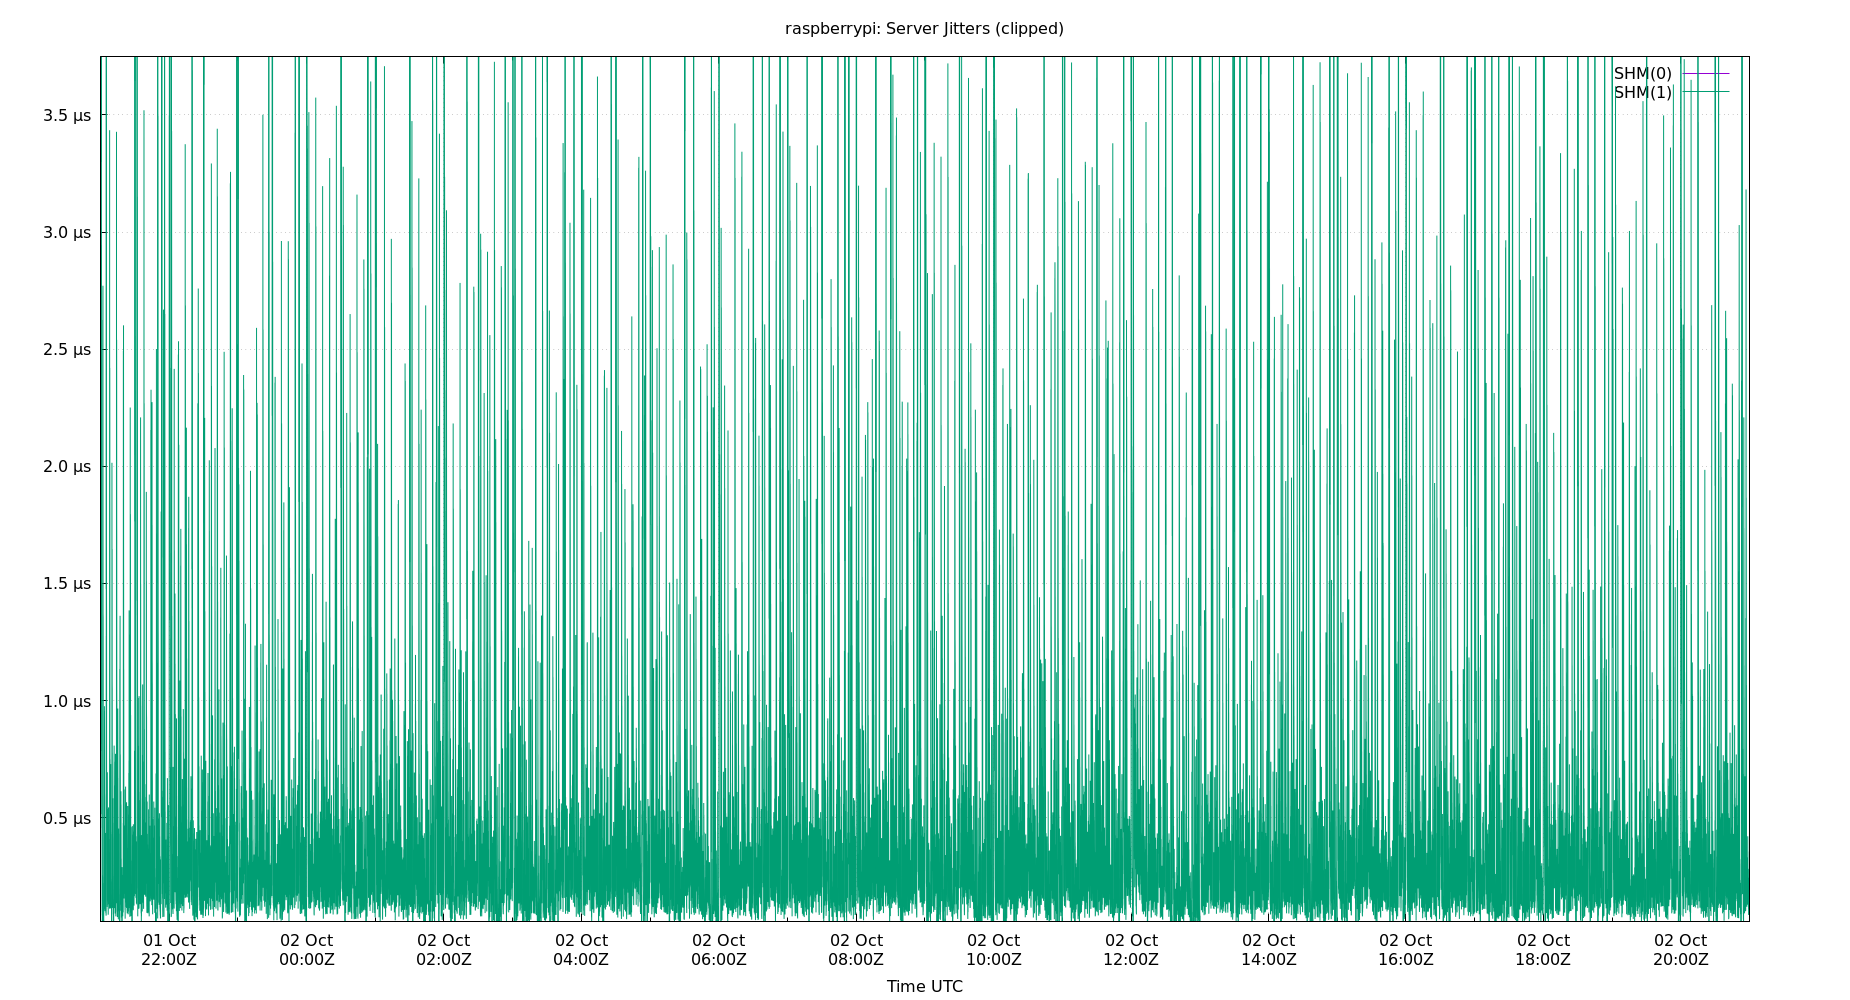 raspberrypi: Server Jitters (clipped)
SHM(0)
SHM(1)
3.5 µs
3.0 µs
2.5 µs
2.0 µs
1.5 µs
1.0 µs
0.5 µs
01 Oct 02 Oct 02 Oct 02 Oct 02 Oct 02 Oct 02 Oct 02 Oct 02 Oct 02 Oct 02 Oct 02 Oct
22:00Z 00:00Z 02:00Z 04:00Z 06:00Z 08:00Z 10:00Z 12:00Z 14:00Z 16:00Z 18:00Z 20:00Z
Time UTC